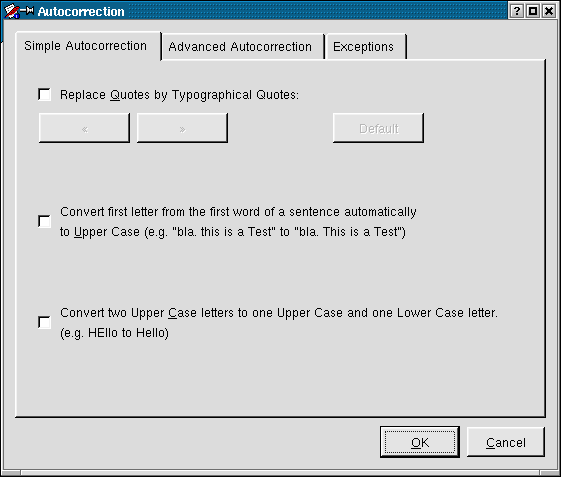 Autocorrection
Simple Autocorrection
Advanced Autocorrection
Exceptions
Replace Quotes by Typographical Quotes:
«
»
Default
Convert first letter from the first word of a sentence automatically
to Upper Case (e.g. "bla. this is a Test" to "bla. This is a Test")
Convert two Upper Case letters to one Upper Case and one Lower Case letter.
(e.g. HEllo to Hello)
OK
Cancel